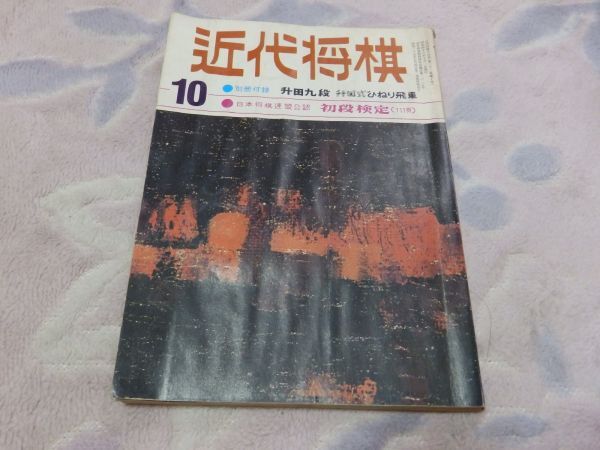 近代将棋
10
●別冊付録 升田九段 升田式ひねり飛車
●日本将棋連盟公認 初段検定